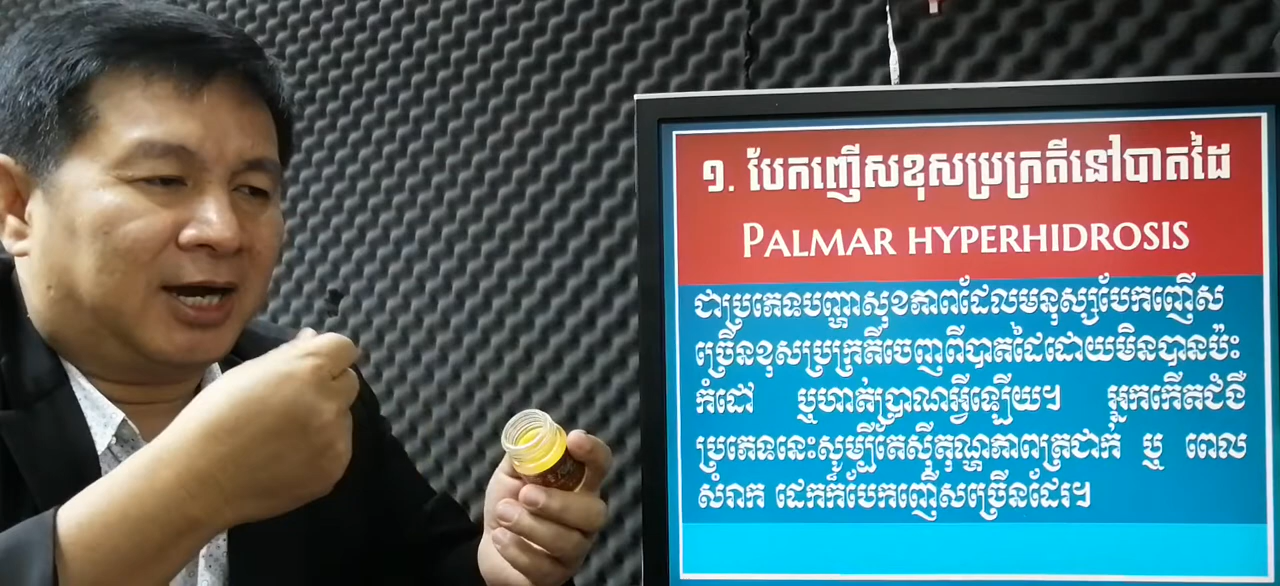 ១. បែកញើសខុសប្រក្រតីនៅបាតដៃ
PALMAR HYPERHIDROSIS
ជាប្រភេទបញ្ហាសុខភាពដែលមនុស្សបែកញើស
ច្រើនខុសប្រក្រតីចេញពីបាតដៃដោយមិនបានប៉ះ
កំដៅ ឬហាត់ប្រាណអ្វីឡើយ។ អ្នកកើតជំងឺ
ប្រភេទនេះសូម្បីតែស៊ីតុណ្ហភាពត្រជាក់ ឬ ពេល
សំរាក ដេកក៏បែកញើសច្រើនដែរ។